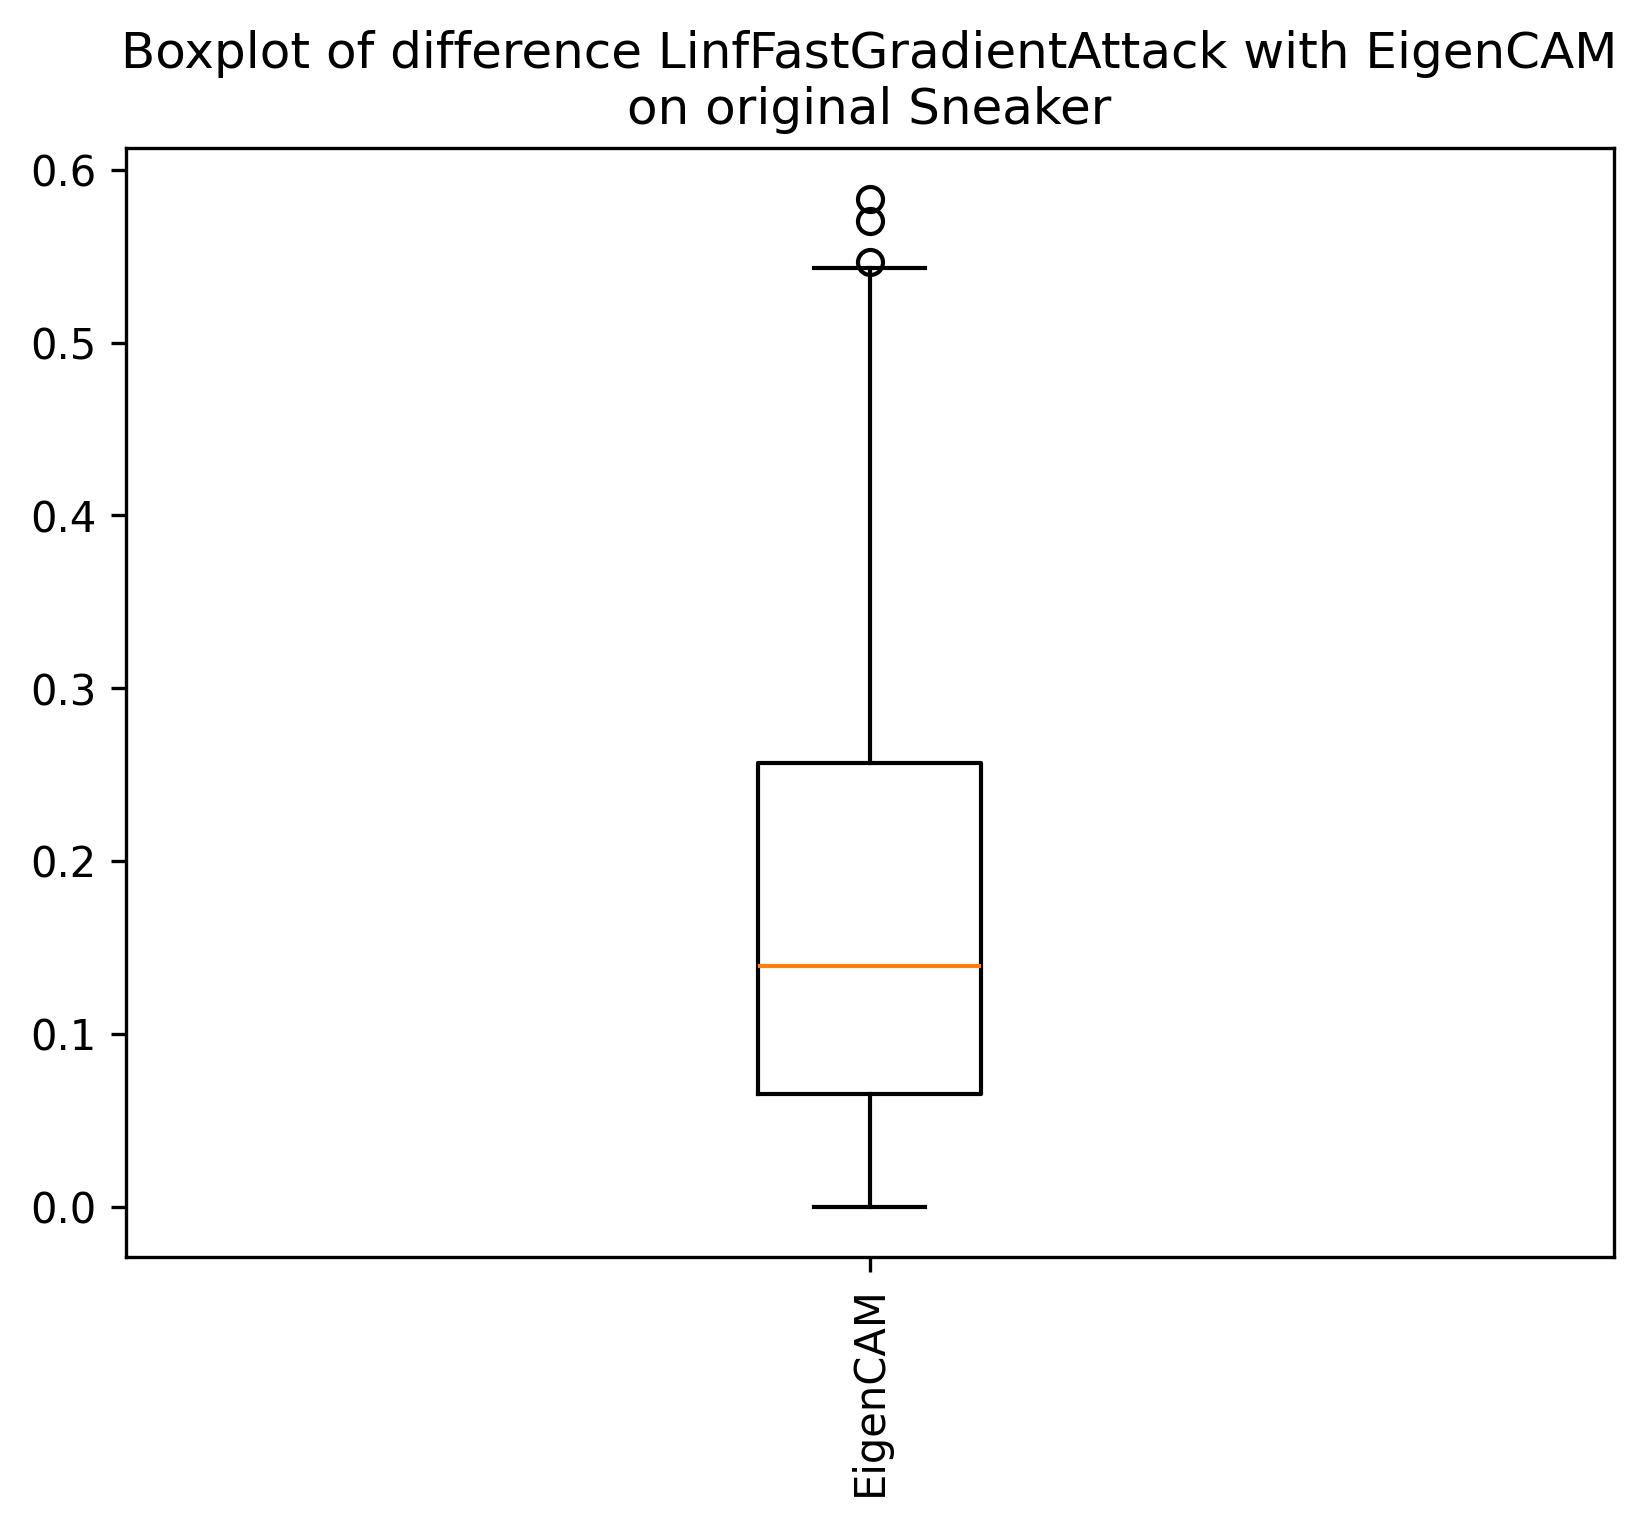 Boxplot of difference LinfFastGradientAttack with EigenCAM
on original Sneaker
0.6
0.5
0.4
0.3
0.2
0.1
0.0
EigenCAM